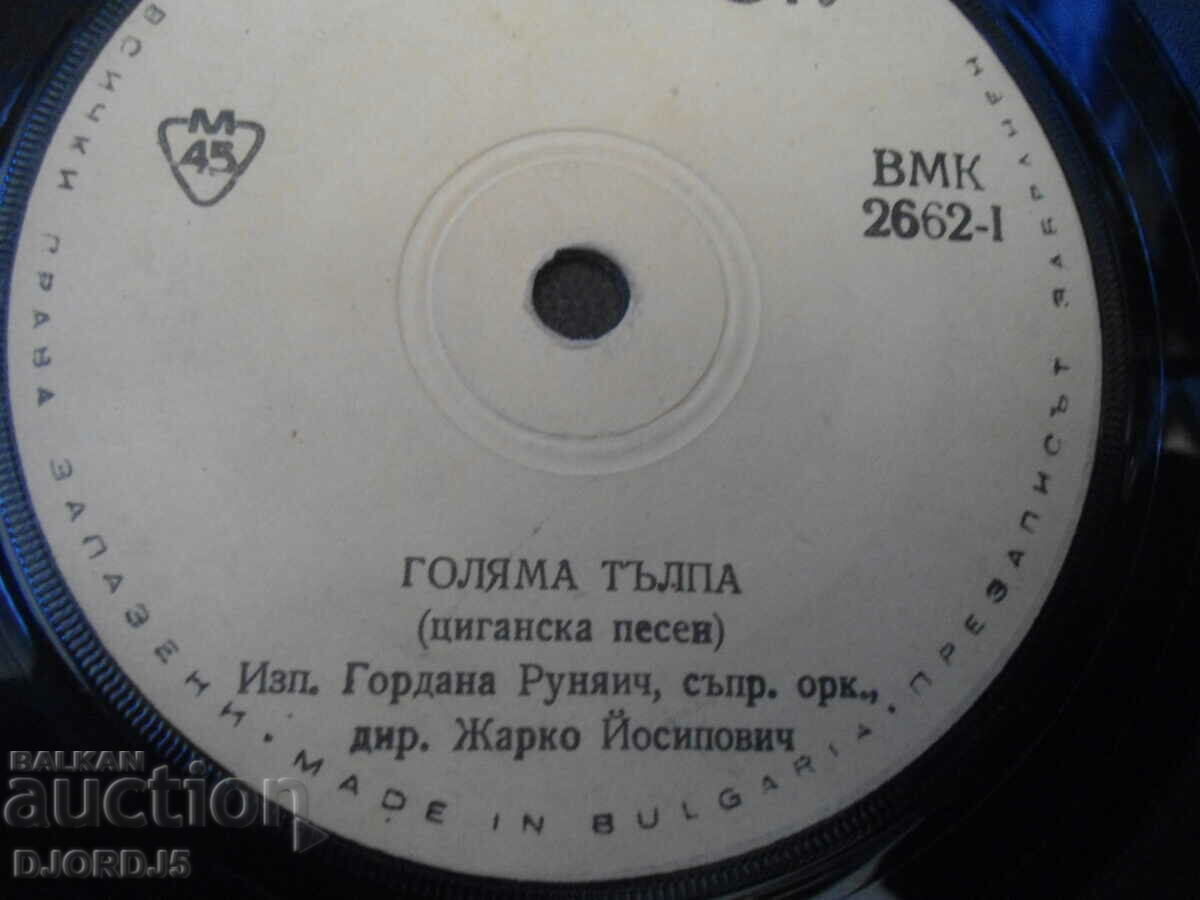 М
45
ВМК
2662-I
ГОЛЯМА ТЪЛПА
(циганска песен)
Изп. Гордана Руняич, съпр. орк.,
дир. Жарко Йосипович
ВСИЧКИ ПРАВА ЗАПАЗЕНИ · MADE IN BULGARIA · ПРЕЗАПИСЪТ ЗАБРАНЕН
BALKAN
auction
DJORDJ5